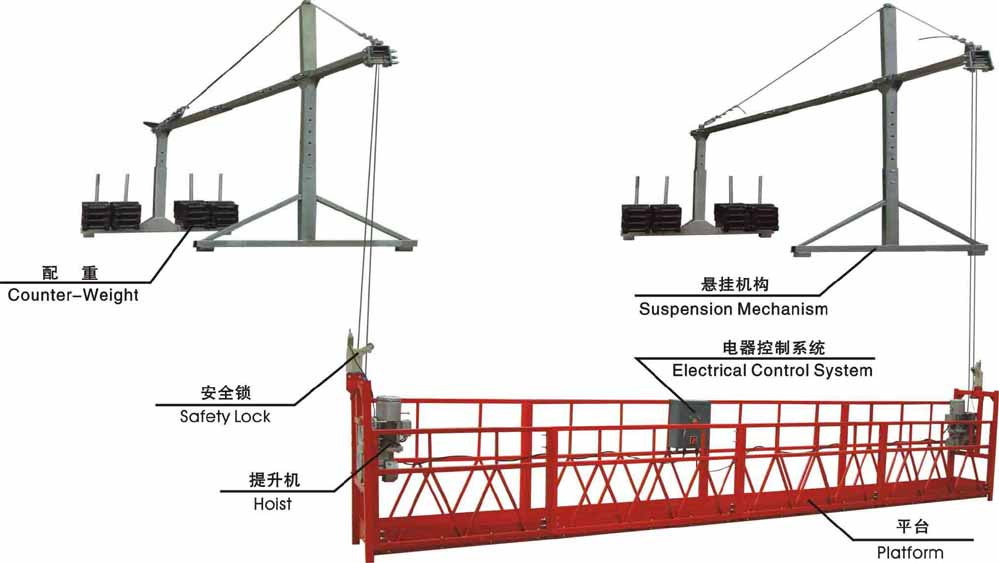 配 重
Counter-Weight
悬挂机构
Suspension Mechanism
电器控制系统
Electrical Control System
安全锁
Safety Lock
提升机
Hoist
平台
Platform